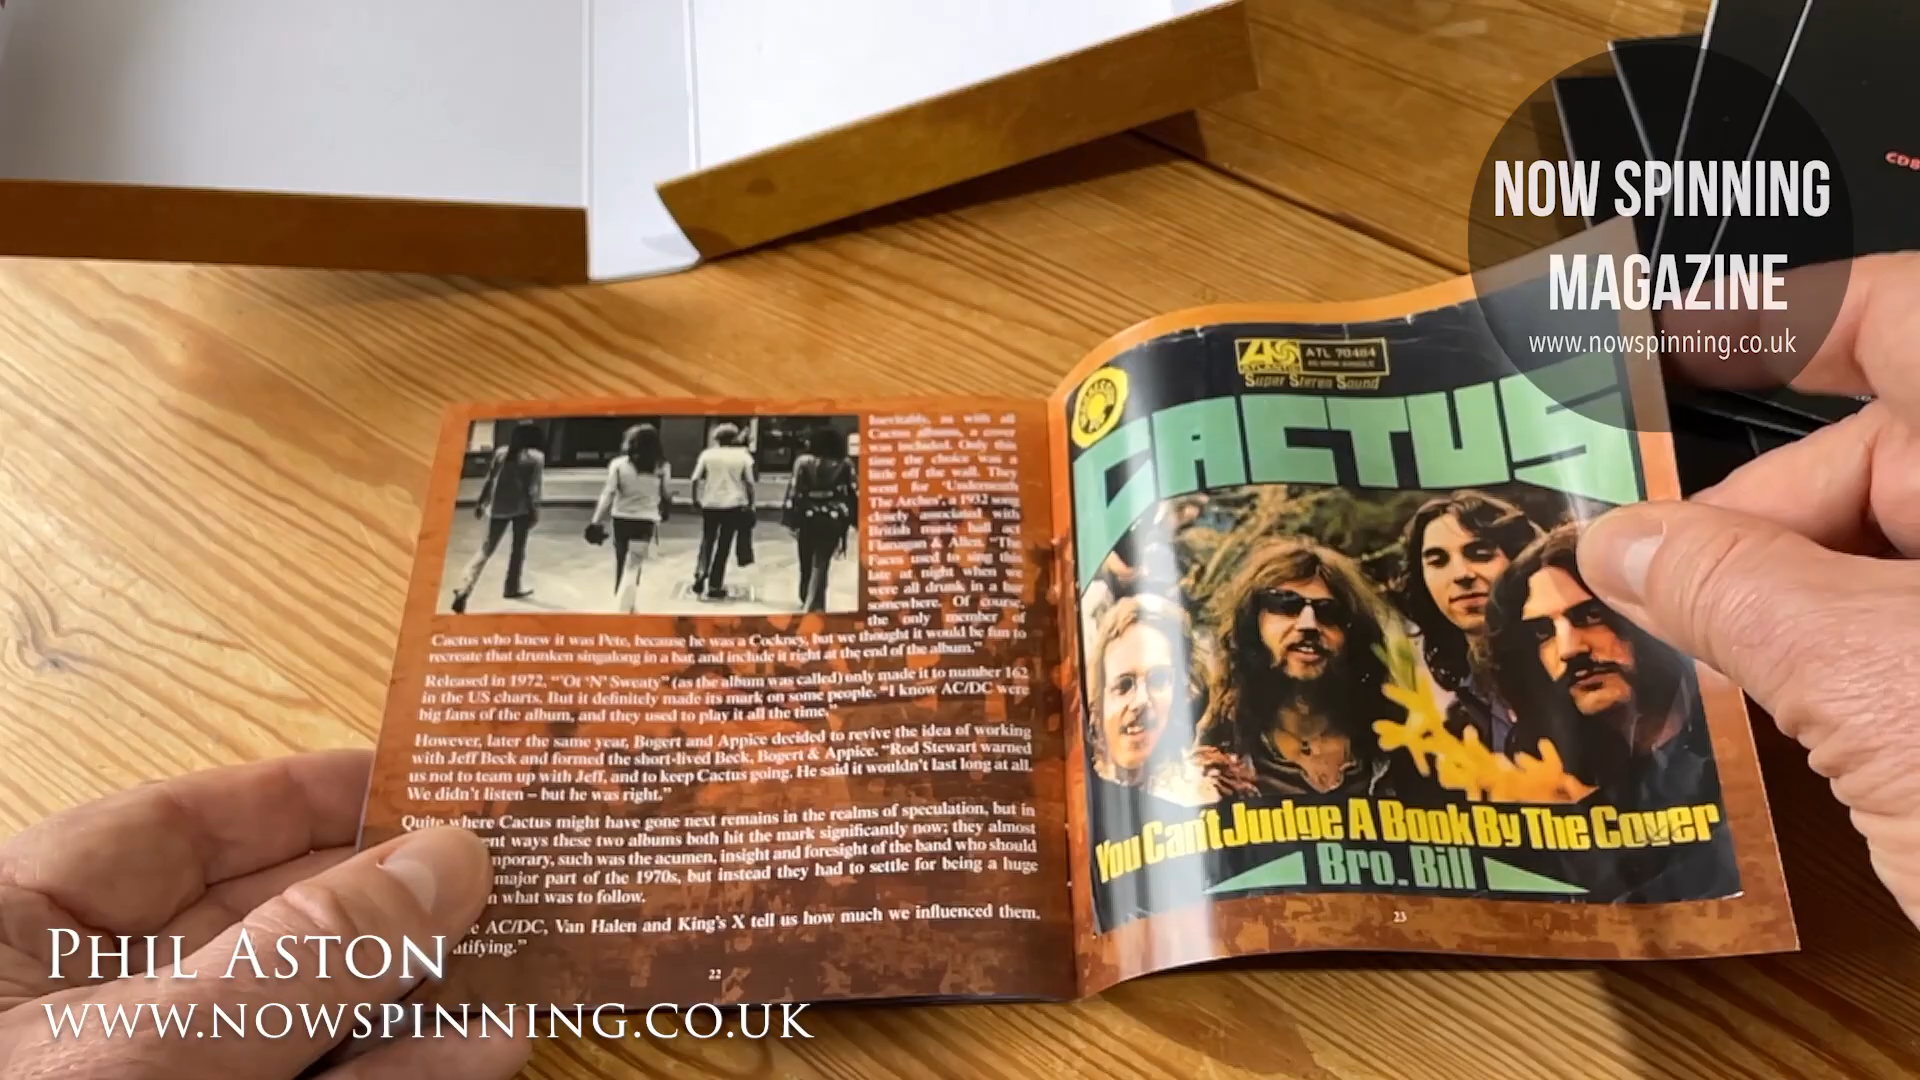 NOW SPINNING
MAGAZINE
www.nowspinning.co.uk
CD8
Inevitably, as with all
Cactus albums, a cover
was included. Only this
time the choice was a
little off the wall. They
went for 'Underneath
The Arches', a 1932 song
closely associated with
British music hall act
Flanagan & Allen. "The
Faces used to sing this
late at night when we
were all drunk in a bar
somewhere. Of course,
the only member of
Cactus who knew it was Pete, because he was a Cockney, but we thought it would be fun to
recreate that drunken singalong in a bar, and include it right at the end of the album."
Released in 1972, "'Ot 'N' Sweaty" (as the album was called) only made it to number 162
in the US charts. But it definitely made its mark on some people. "I know AC/DC were
big fans of the album, and they used to play it all the time."
However, later the same year, Bogert and Appice decided to revive the idea of working
with Jeff Beck and formed the short-lived Beck, Bogert & Appice. "Rod Stewart warned
us not to team up with Jeff, and to keep Cactus going. He said it wouldn't last long at all.
We didn't listen – but he was right."
Quite where Cactus might have gone next remains in the realms of speculation, but in
ent ways these two albums both hit the mark significantly now; they almost
mporary, such was the acumen, insight and foresight of the band who should
major part of the 1970s, but instead they had to settle for being a huge
n what was to follow.
e AC/DC, Van Halen and King's X tell us how much we influenced them.
atifying."
22
ATLANTIC
ATL 70484
Super Stereo Sound
CACTUS
You Can't Judge A Book By The Cover
Bro. Bill
23
PHIL ASTON
WWW.NOWSPINNING.CO.UK